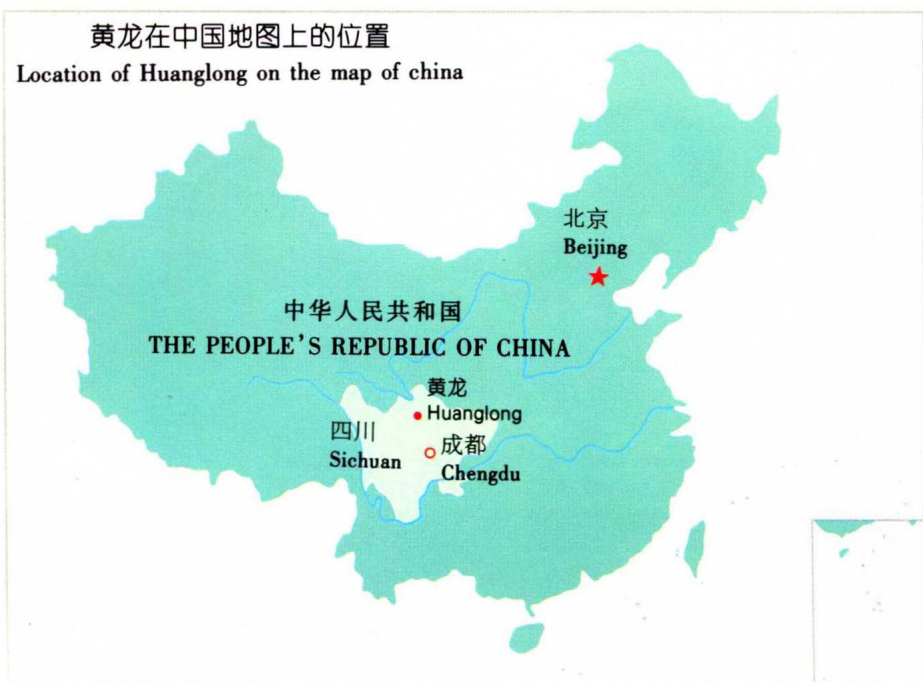 黄龙在中国地图上的位置
Location of Huanglong on the map of china
北京
Beijing
中华人民共和国
THE PEOPLE'S REPUBLIC OF CHINA
黄龙
Huanglong
四川
Sichuan
成都
Chengdu